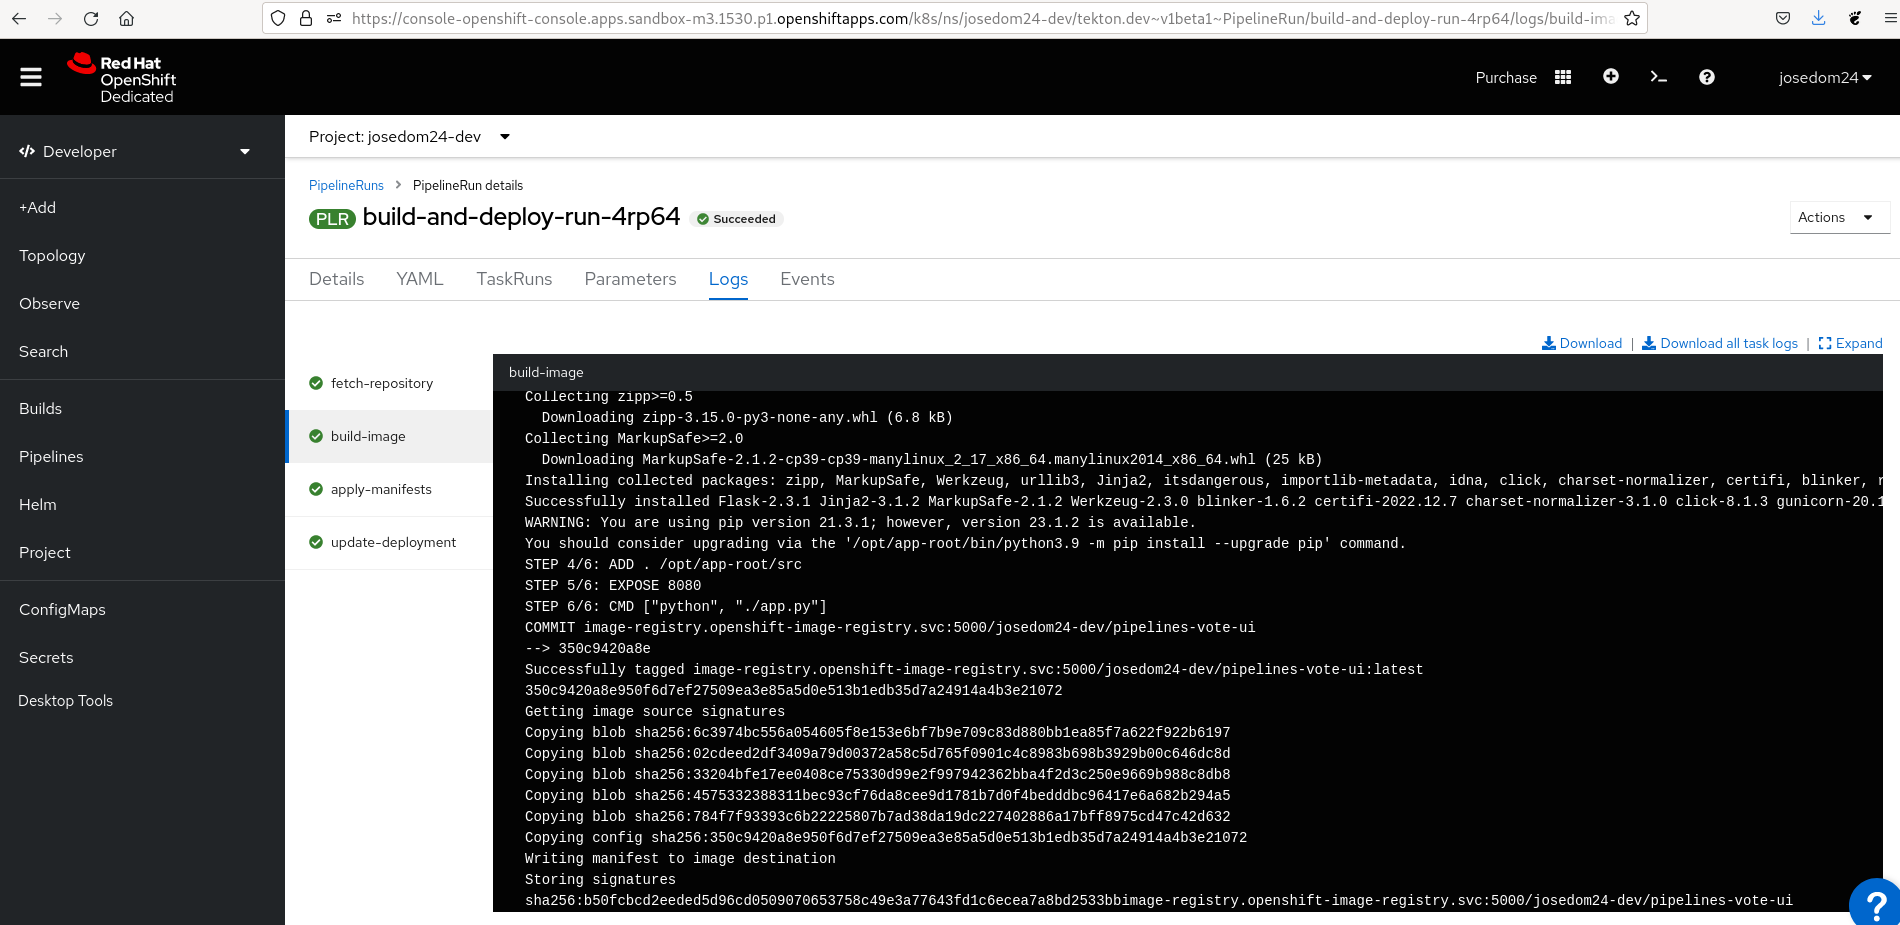 https://console-openshift-console.apps.sandbox-m3.1530.p1.openshiftapps.com/k8s/ns/josedom24-dev/tekton.dev~v1beta1~PipelineRun/build-and-deploy-run-4rp64/logs/build-ima
Red Hat
OpenShift
Dedicated
Purchase
josedom24
Developer
+Add
Topology
Observe
Search
Builds
Pipelines
Helm
Project
ConfigMaps
Secrets
Desktop Tools
Project: josedom24-dev
PipelineRuns > PipelineRun details
PLR build-and-deploy-run-4rp64 Succeeded
Actions
Details YAML TaskRuns Parameters Logs Events
Download | Download all task logs | Expand
fetch-repository
build-image
apply-manifests
update-deployment
build-image
Collecting zipp>=0.5
Downloading zipp-3.15.0-py3-none-any.whl (6.8 kB)
Collecting MarkupSafe>=2.0
Downloading MarkupSafe-2.1.2-cp39-cp39-manylinux_2_17_x86_64.manylinux2014_x86_64.whl (25 kB)
Installing collected packages: zipp, MarkupSafe, Werkzeug, urllib3, Jinja2, itsdangerous, importlib-metadata, idna, click, charset-normalizer, certifi, blinker, r
Successfully installed Flask-2.3.1 Jinja2-3.1.2 MarkupSafe-2.1.2 Werkzeug-2.3.0 blinker-1.6.2 certifi-2022.12.7 charset-normalizer-3.1.0 click-8.1.3 gunicorn-20.1
WARNING: You are using pip version 21.3.1; however, version 23.1.2 is available.
You should consider upgrading via the '/opt/app-root/bin/python3.9 -m pip install --upgrade pip' command.
STEP 4/6: ADD . /opt/app-root/src
STEP 5/6: EXPOSE 8080
STEP 6/6: CMD ["python", "./app.py"]
COMMIT image-registry.openshift-image-registry.svc:5000/josedom24-dev/pipelines-vote-ui
--> 350c9420a8e
Successfully tagged image-registry.openshift-image-registry.svc:5000/josedom24-dev/pipelines-vote-ui:latest
350c9420a8e950f6d7ef27509ea3e85a5d0e513b1edb35d7a24914a4b3e21072
Getting image source signatures
Copying blob sha256:6c3974bc556a054605f8e153e6bf7b9e709c83d880bb1ea85f7a622f922b6197
Copying blob sha256:02cdeed2df3409a79d00372a58c5d765f0901c4c8983b698b3929b00c646dc8d
Copying blob sha256:33204bfe17ee0408ce75330d99e2f997942362bba4f2d3c250e9669b988c8db8
Copying blob sha256:4575332388311bec93cf76da8cee9d1781b7d0f4bedddbc96417e6a682b294a5
Copying blob sha256:784f7f93393c6b22225807b7ad38da19dc227402886a17bff8975cd47c42d632
Copying config sha256:350c9420a8e950f6d7ef27509ea3e85a5d0e513b1edb35d7a24914a4b3e21072
Writing manifest to image destination
Storing signatures
sha256:b50fcbcd2eeded5d96cd0509070653758c49e3a77643fd1c6ecea7a8bd2533bbimage-registry.openshift-image-registry.svc:5000/josedom24-dev/pipelines-vote-ui